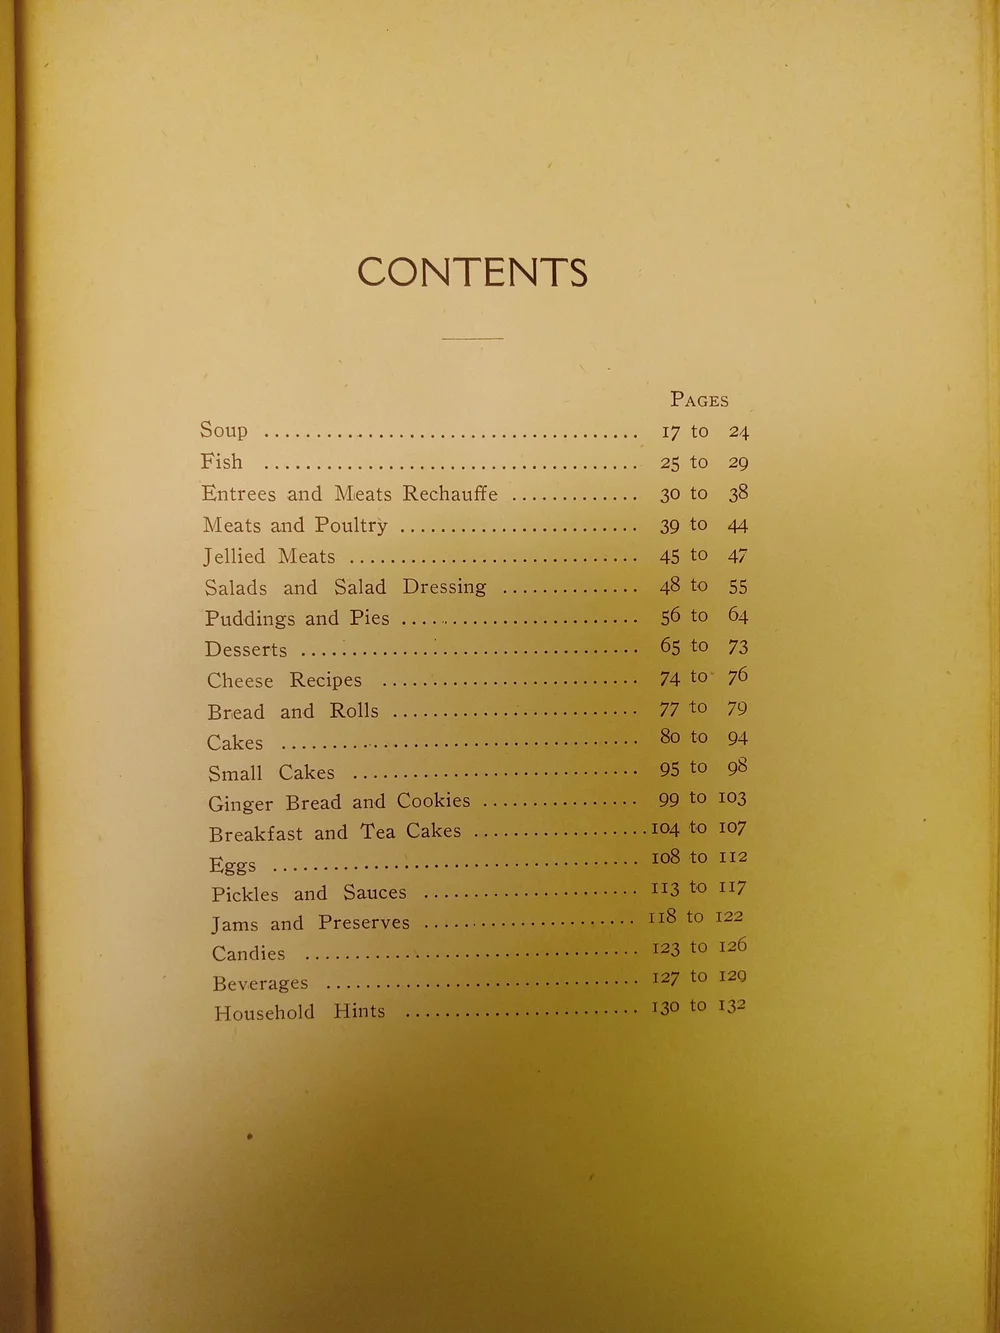 CONTENTS
PAGES
Soup ..................................... 17 to 24
Fish ..................................... 25 to 29
Entrees and Meats Rechauffe ............. 30 to 38
Meats and Poultry ........................ 39 to 44
Jellied Meats ............................. 45 to 47
Salads and Salad Dressing .............. 48 to 55
Puddings and Pies ........................ 56 to 64
Desserts ................................. 65 to 73
Cheese Recipes .......................... 74 to 76
Bread and Rolls ......................... 77 to 79
Cakes ................................... 80 to 94
Small Cakes ............................. 95 to 98
Ginger Bread and Cookies ................ 99 to 103
Breakfast and Tea Cakes ................. 104 to 107
Eggs .................................... 108 to 112
Pickles and Sauces ...................... 113 to 117
Jams and Preserves ..................... 118 to 122
Candies ................................. 123 to 126
Beverages ............................... 127 to 129
Household Hints ........................ 130 to 132